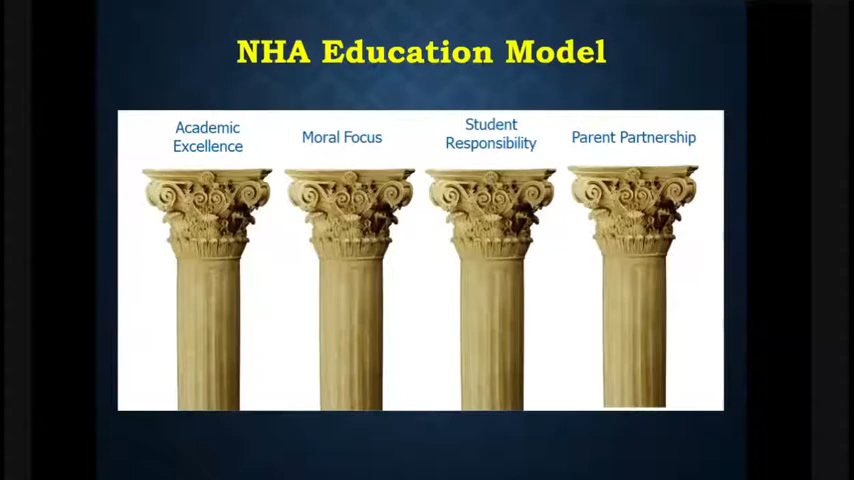 NHA Education Model
Academic
Excellence
Moral Focus
Student
Responsibility
Parent Partnership